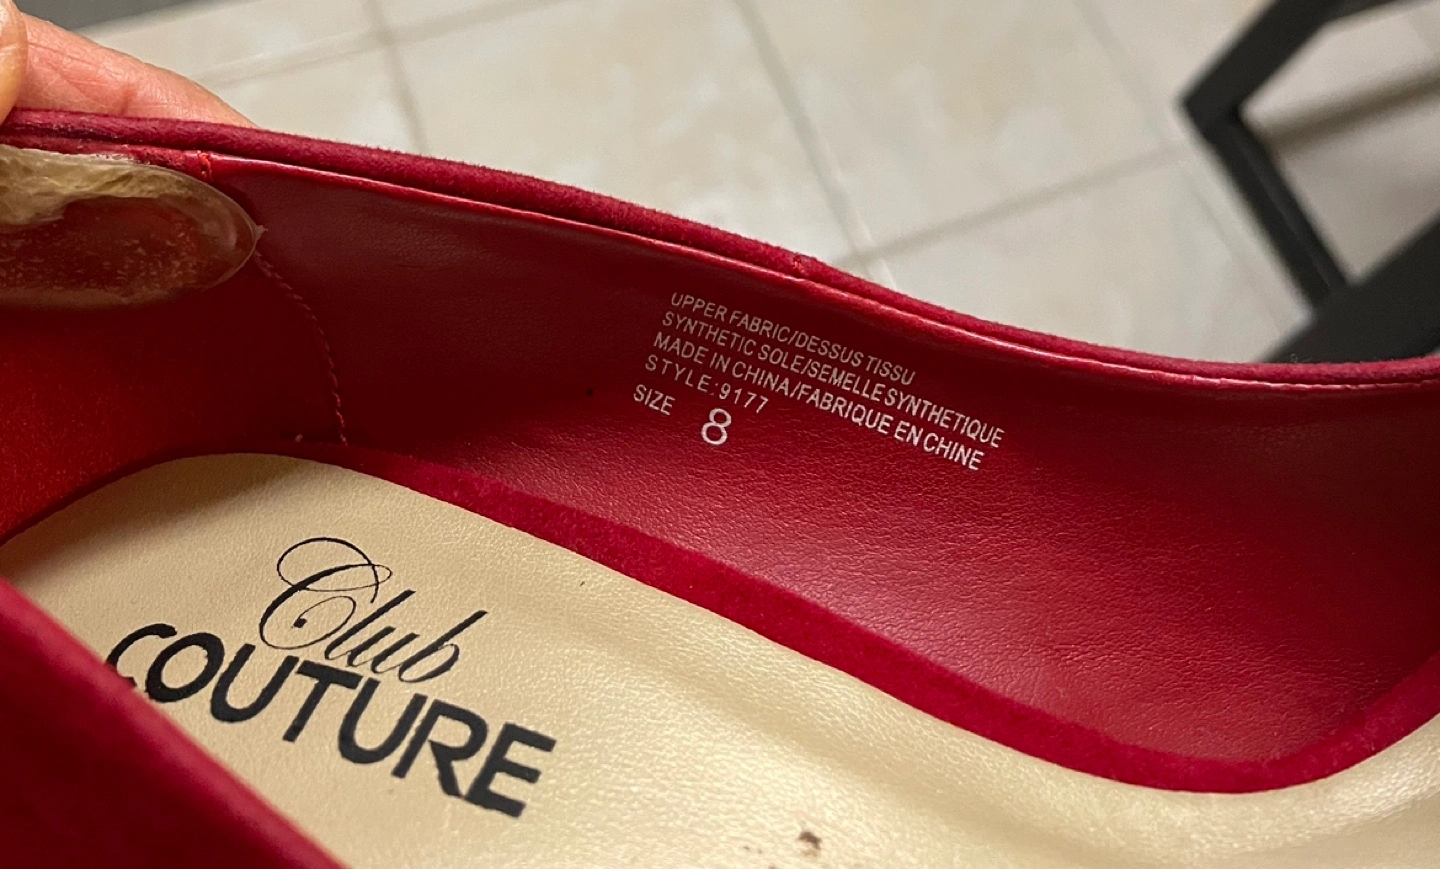 UPPER FABRIC/DESSUS TISSU
SYNTHETIC SOLE/SEMELLE SYNTHETIQUE
MADE IN CHINA/FABRIQUE EN CHINE
STYLE:9177
SIZE 8
Club
COUTURE